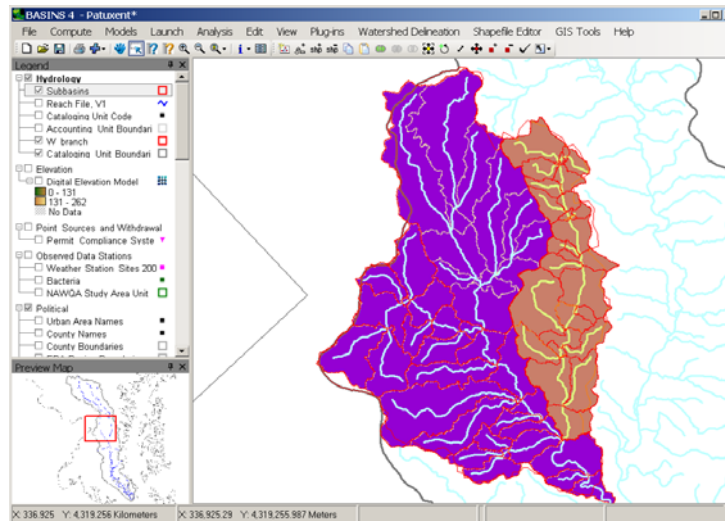 BASINS 4 - Patuxent*
File Compute Models Launch Analysis Edit View Plug-ins Watershed Delineation Shapefile Editor GIS Tools Help
Legend
Hydrology
Subbasins
Reach File, V1
Cataloging Unit Code
Accounting Unit Boundari
W_branch
Cataloging Unit Boundari
Elevation
Digital Elevation Model
0 - 131
131 - 262
No Data
Point Sources and Withdrawal
Permit Compliance Syste
Observed Data Stations
Weather Station Sites 200
Bacteria
NAWQA Study Area Unit
Political
Urban Area Names
County Names
County Boundaries
Preview Map
X: 336.925 Y: 4,319.256 Kilometers X: 336,925.29 Y: 4,319,255.987 Meters